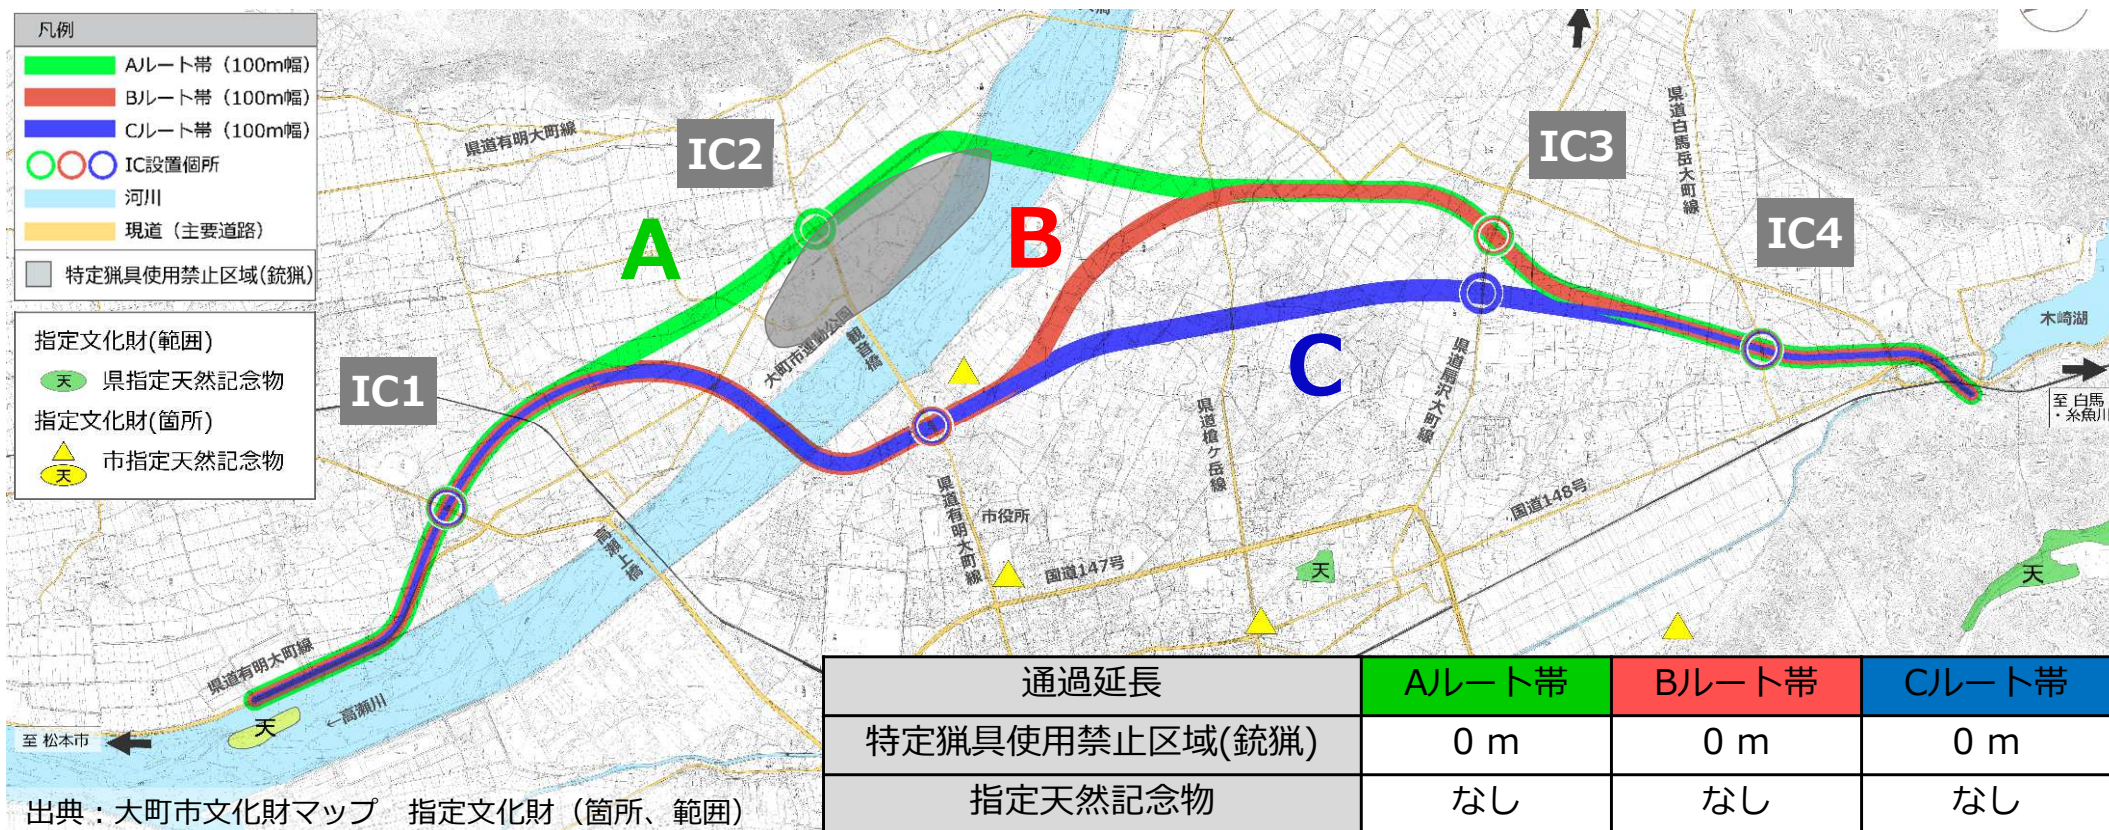 凡例
Aルート帯（100m幅）
Bルート帯（100m幅）
Cルート帯（100m幅）
IC設置個所
河川
現道（主要道路）
特定猟具使用禁止区域(銃猟)
指定文化財(範囲)
天 県指定天然記念物
指定文化財(箇所)
天 市指定天然記念物
県道有明大町線
IC2
IC3
県道白馬岳大町線
IC4
A
B
C
木崎湖
至 白馬
・糸魚川
大町市運動公園
観音橋
IC1
県道扇沢大町線
県道槍ケ岳線
国道148号
県道有明大町線
市役所
高瀬上橋
国道147号
天
天
県道有明大町線
←高瀬川
天
至 松本市
通過延長 Aルート帯 Bルート帯 Cルート帯
特定猟具使用禁止区域(銃猟) 0 m 0 m 0 m
指定天然記念物 なし なし なし
出典：大町市文化財マップ　指定文化財（箇所、範囲）